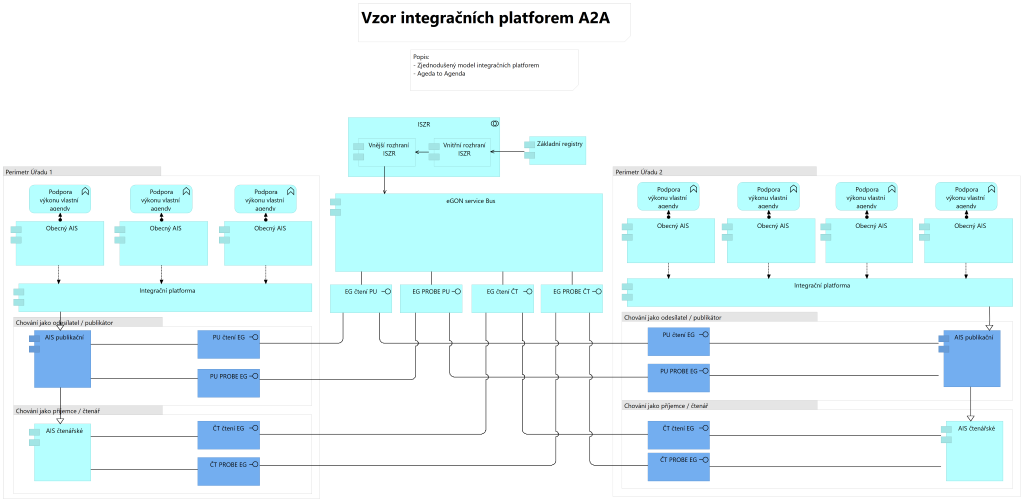 Vzor integračních platforem A2A
Popis:
- Zjednodušený model integračních platforem
- Ageda to Agenda
ISZR
Vnější rozhraní
ISZR
Vnitřní rozhraní
ISZR
Základní registry
Perimetr Úřadu 1
Podpora
výkonu vlastní
agendy
Podpora
výkonu vlastní
agendy
Podpora
výkonu vlastní
agendy
Obecný AIS
Obecný AIS
Obecný AIS
Integrační platforma
eGON service Bus
EG čtení PU
EG PROBE PU
EG čtení ČT
EG PROBE ČT
Perimetr Úřadu 2
Podpora
výkonu vlastní
agendy
Podpora
výkonu vlastní
agendy
Podpora
výkonu vlastní
agendy
Podpora
výkonu vlastní
agendy
Obecný AIS
Obecný AIS
Obecný AIS
Obecný AIS
Integrační platforma
Chování jako odesílatel / publikátor
AIS publikační
PU čtení EG
PU PROBE EG
Chování jako příjemce / čtenář
AIS čtenářské
ČT čtení EG
ČT PROBE EG
Chování jako odesílatel / publikátor
PU čtení EG
AIS publikační
PU PROBE EG
Chování jako příjemce / čtenář
ČT čtení EG
AIS čtenářské
ČT PROBE EG